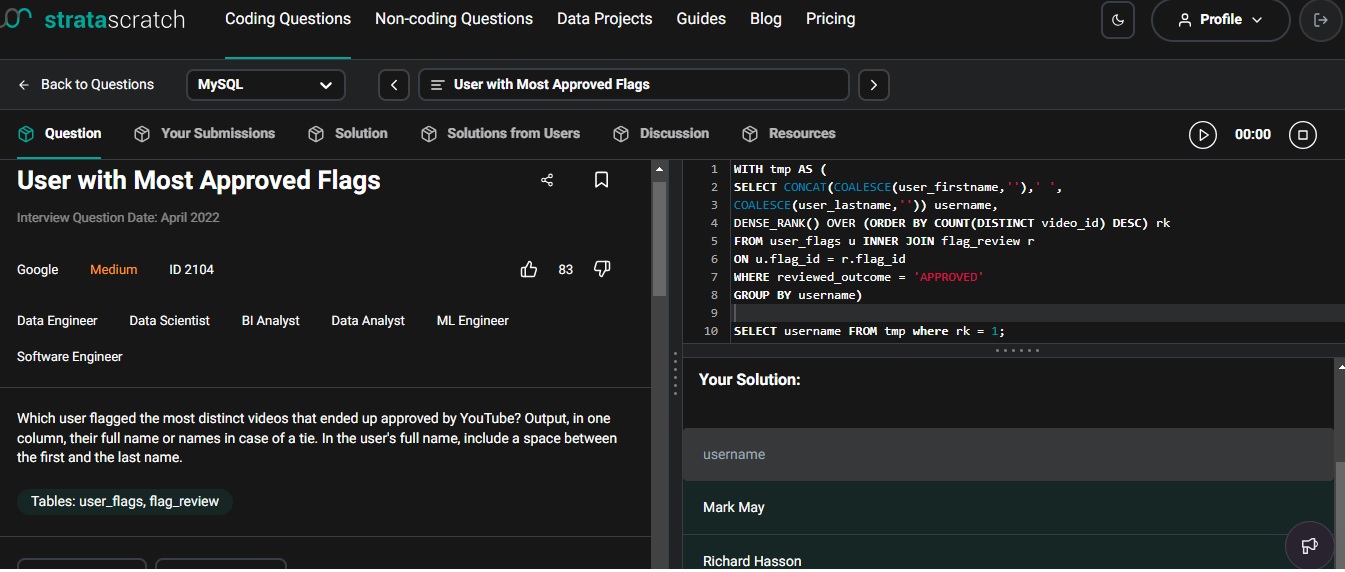 stratascratch Coding Questions Non-coding Questions Data Projects Guides Blog Pricing Profile
Back to Questions MySQL User with Most Approved Flags
Question Your Submissions Solution Solutions from Users Discussion Resources 00:00
User with Most Approved Flags
Interview Question Date: April 2022
Google Medium ID 2104 83
Data Engineer Data Scientist BI Analyst Data Analyst ML Engineer
Software Engineer
Which user flagged the most distinct videos that ended up approved by YouTube? Output, in one
column, their full name or names in case of a tie. In the user's full name, include a space between
the first and the last name.
Tables: user_flags, flag_review
1 WITH tmp AS (
2 SELECT CONCAT(COALESCE(user_firstname,''),' ',
3 COALESCE(user_lastname,'')) username,
4 DENSE_RANK() OVER (ORDER BY COUNT(DISTINCT video_id) DESC) rk
5 FROM user_flags u INNER JOIN flag_review r
6 ON u.flag_id = r.flag_id
7 WHERE reviewed_outcome = 'APPROVED'
8 GROUP BY username)
9
10 SELECT username FROM tmp where rk = 1;
Your Solution:
username
Mark May
Richard Hasson